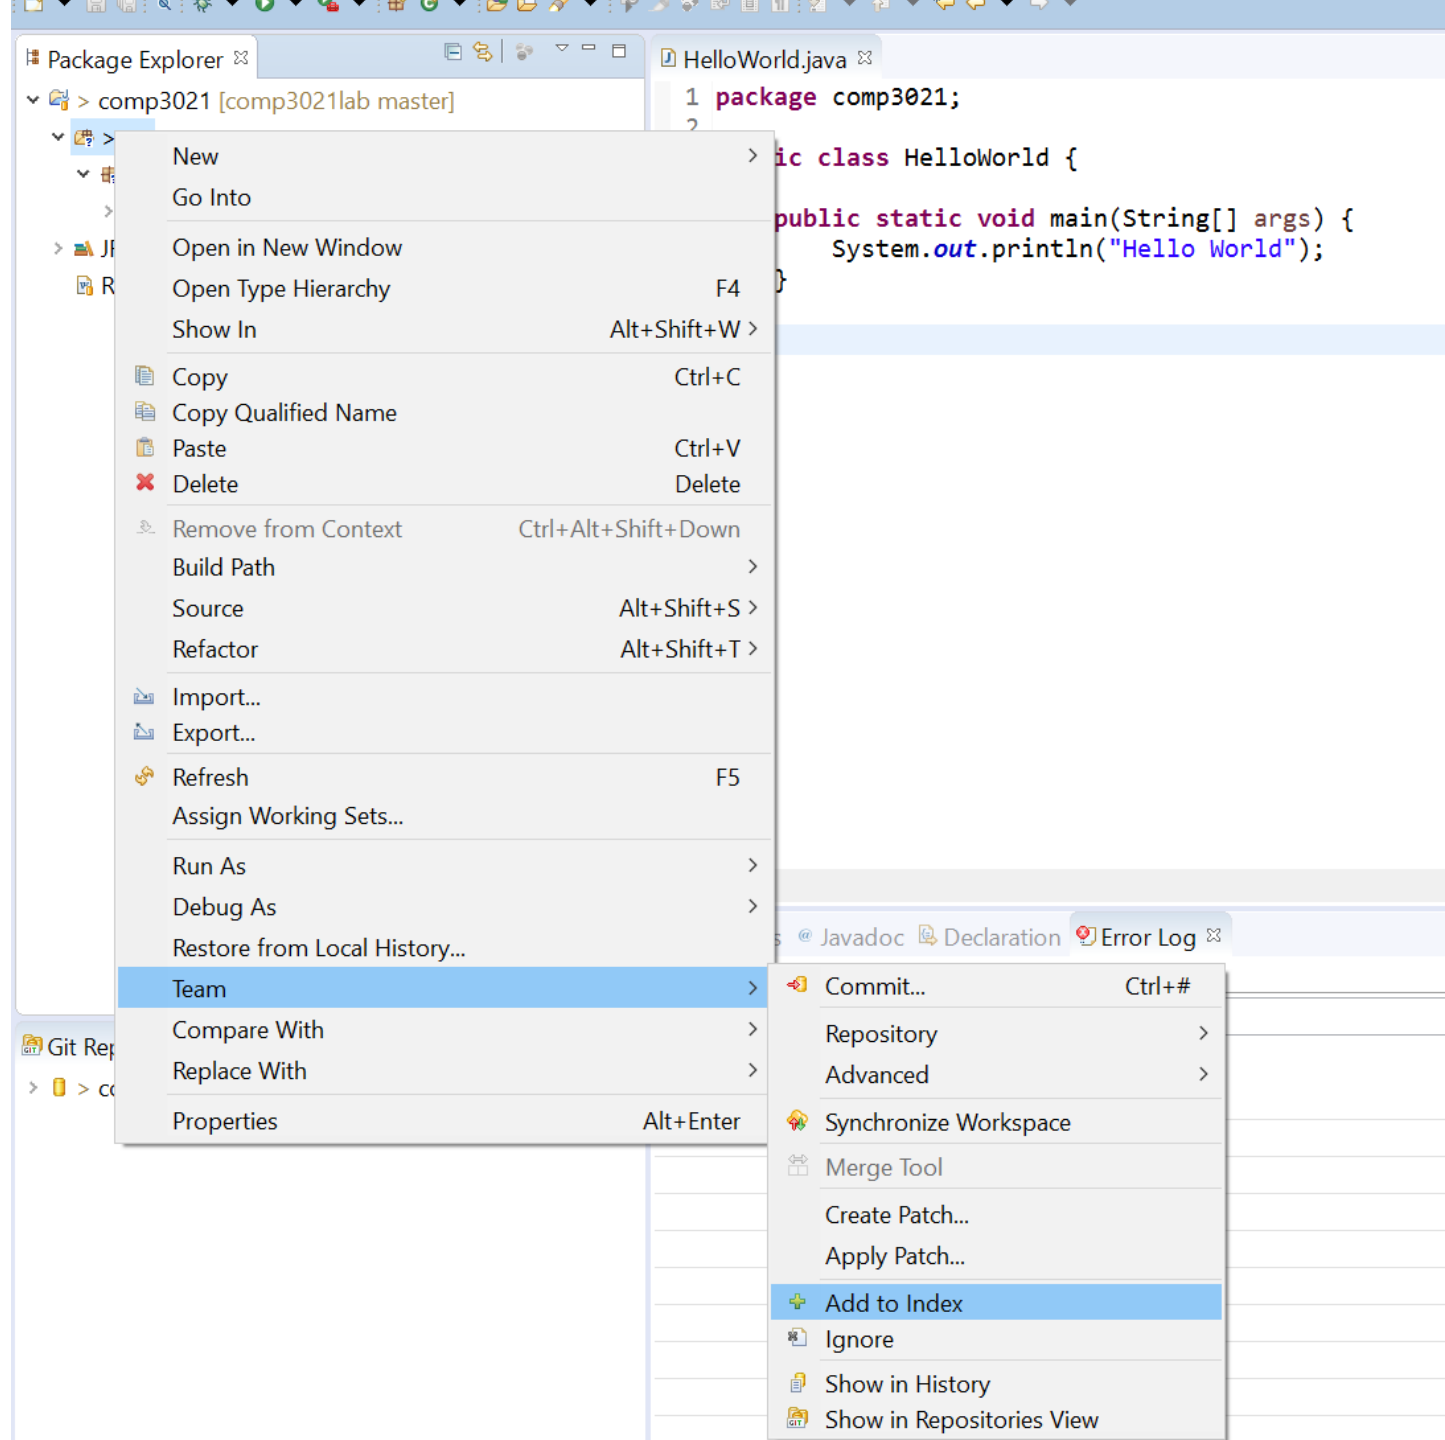 Package Explorer
> comp3021 [comp3021lab master]
>
R
Git Rep
>
New
Go Into
Open in New Window
Open Type Hierarchy F4
Show In Alt+Shift+W
Copy Ctrl+C
Copy Qualified Name
Paste Ctrl+V
Delete Delete
Remove from Context Ctrl+Alt+Shift+Down
Build Path
Source Alt+Shift+S
Refactor Alt+Shift+T
Import...
Export...
Refresh F5
Assign Working Sets...
Run As
Debug As
Restore from Local History...
Team
Compare With
Replace With
Properties Alt+Enter
HelloWorld.java
1 package comp3021;
2
ic class HelloWorld {
public static void main(String[] args) {
System.out.println("Hello World");
}
s @ Javadoc Declaration Error Log
Commit... Ctrl+#
Repository
Advanced
Synchronize Workspace
Merge Tool
Create Patch...
Apply Patch...
Add to Index
Ignore
Show in History
Show in Repositories View